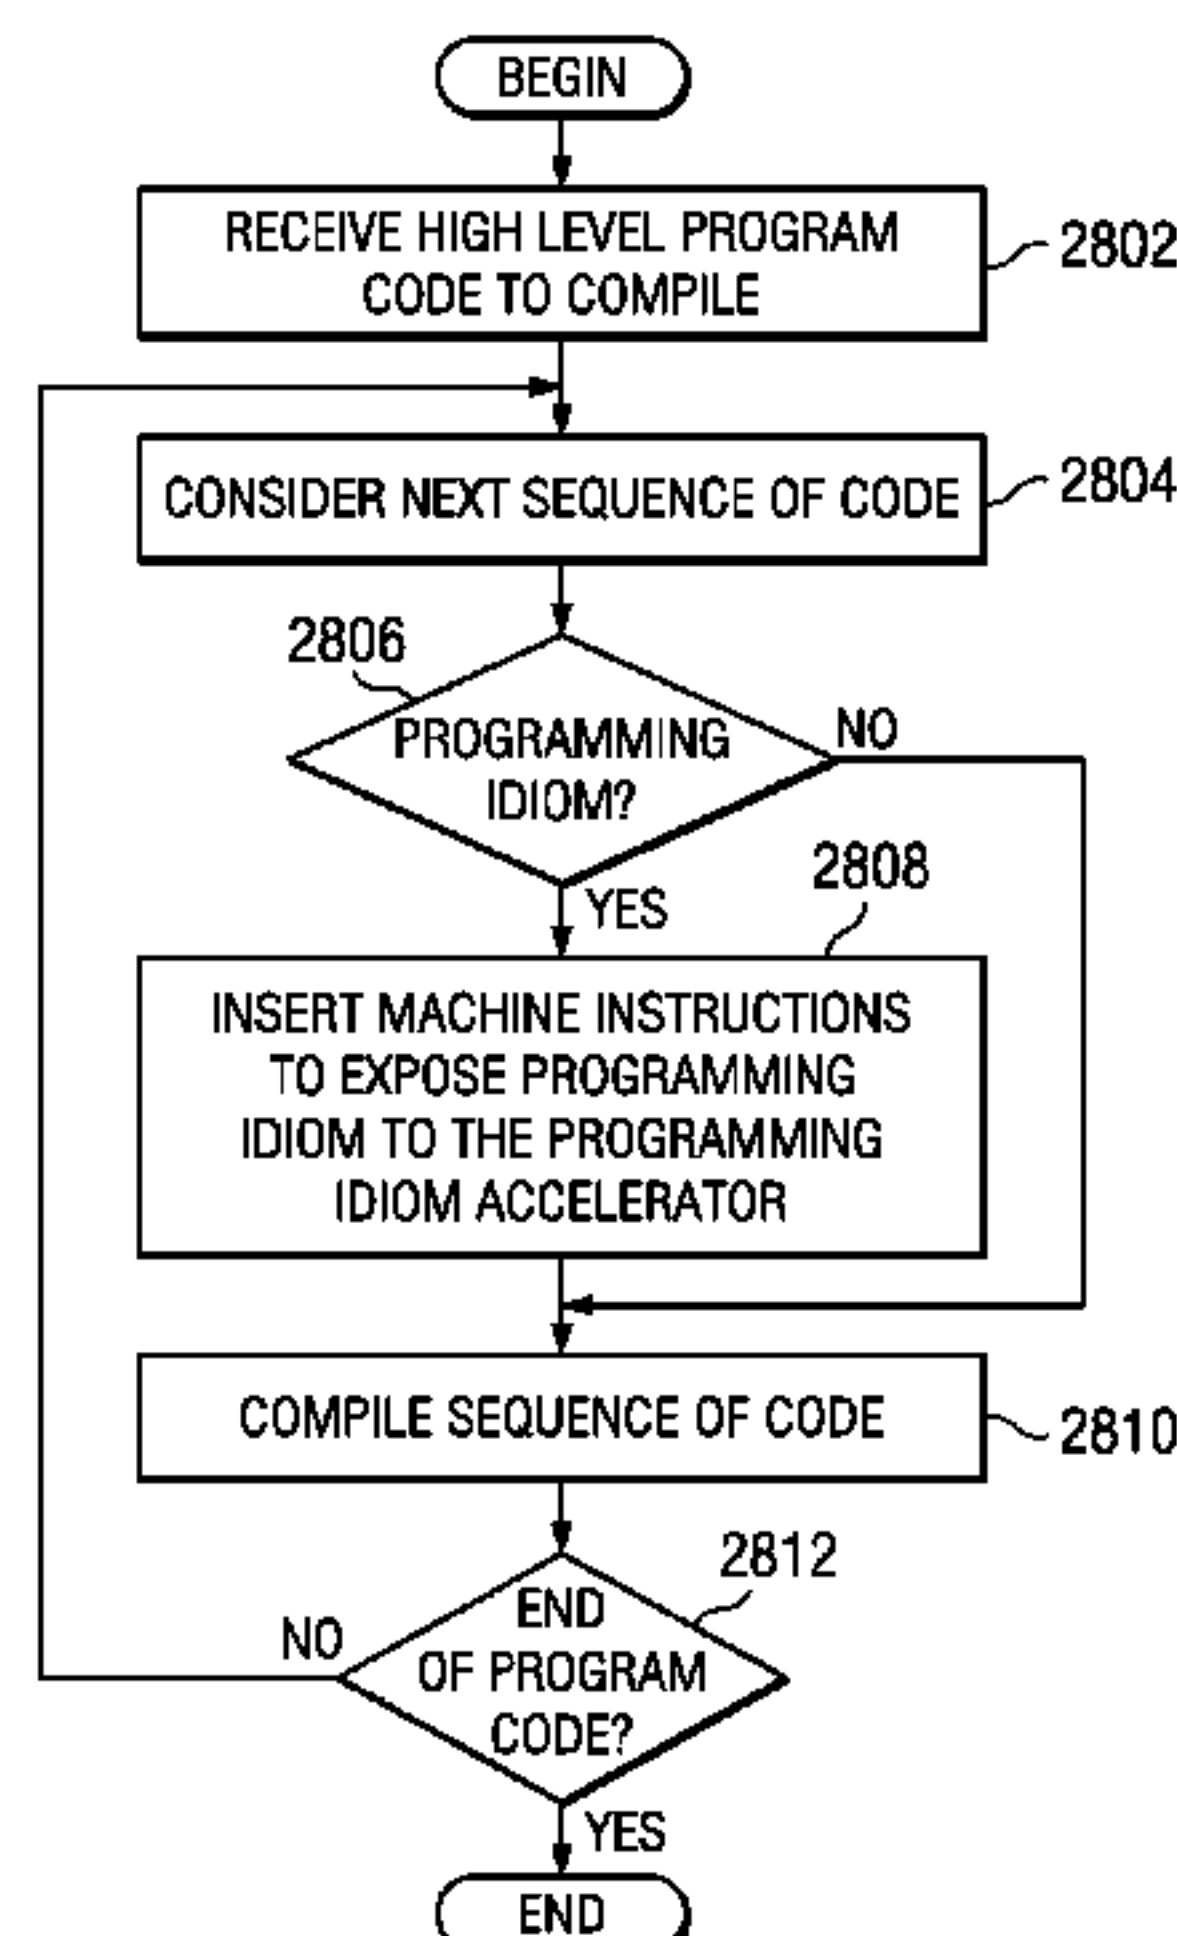 BEGIN
RECEIVE HIGH LEVEL PROGRAM
CODE TO COMPILE
2802
CONSIDER NEXT SEQUENCE OF CODE
2804
2806
PROGRAMMING
IDIOM?
NO
YES
2808
INSERT MACHINE INSTRUCTIONS
TO EXPOSE PROGRAMMING
IDIOM TO THE PROGRAMMING
IDIOM ACCELERATOR
COMPILE SEQUENCE OF CODE
2810
2812
END
OF PROGRAM
CODE?
NO
YES
END